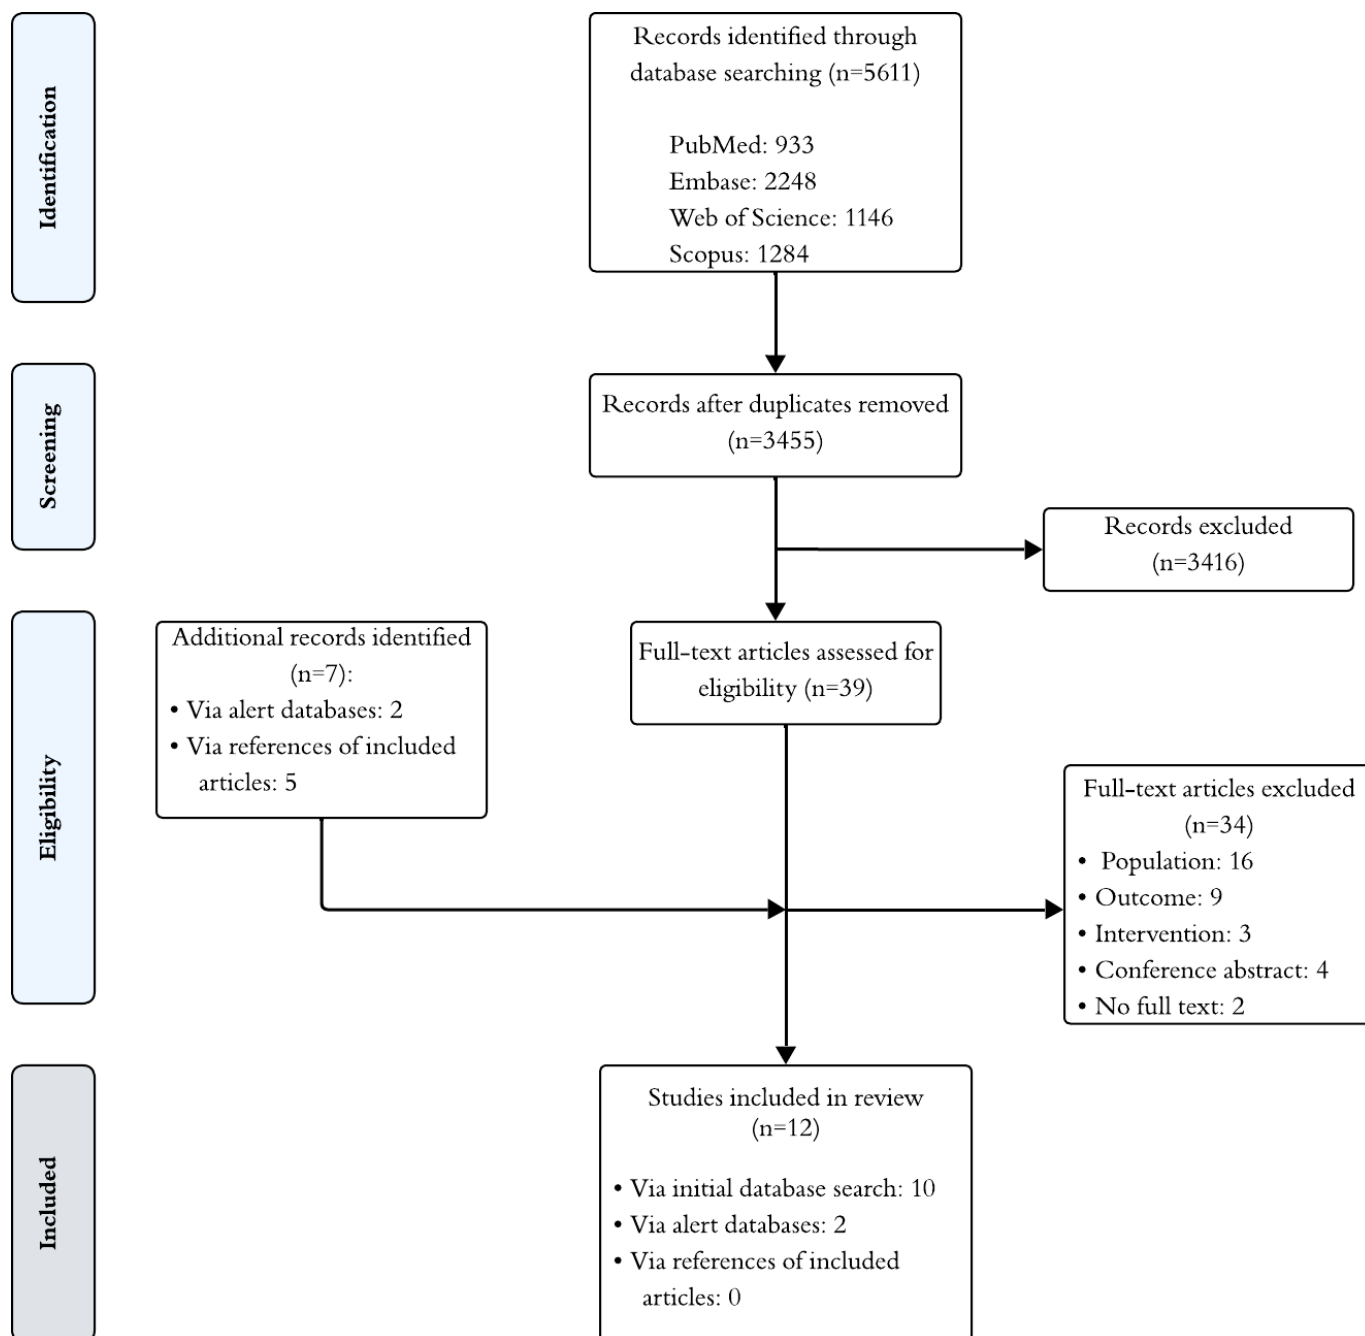 Identification
Records identified through
database searching (n=5611)
PubMed: 933
Embase: 2248
Web of Science: 1146
Scopus: 1284
Screening
Records after duplicates removed
(n=3455)
Records excluded
(n=3416)
Eligibility
Additional records identified
(n=7):
• Via alert databases: 2
• Via references of included
articles: 5
Full-text articles assessed for
eligibility (n=39)
Full-text articles excluded
(n=34)
• Population: 16
• Outcome: 9
• Intervention: 3
• Conference abstract: 4
• No full text: 2
Included
Studies included in review
(n=12)
• Via initial database search: 10
• Via alert databases: 2
• Via references of included
articles: 0